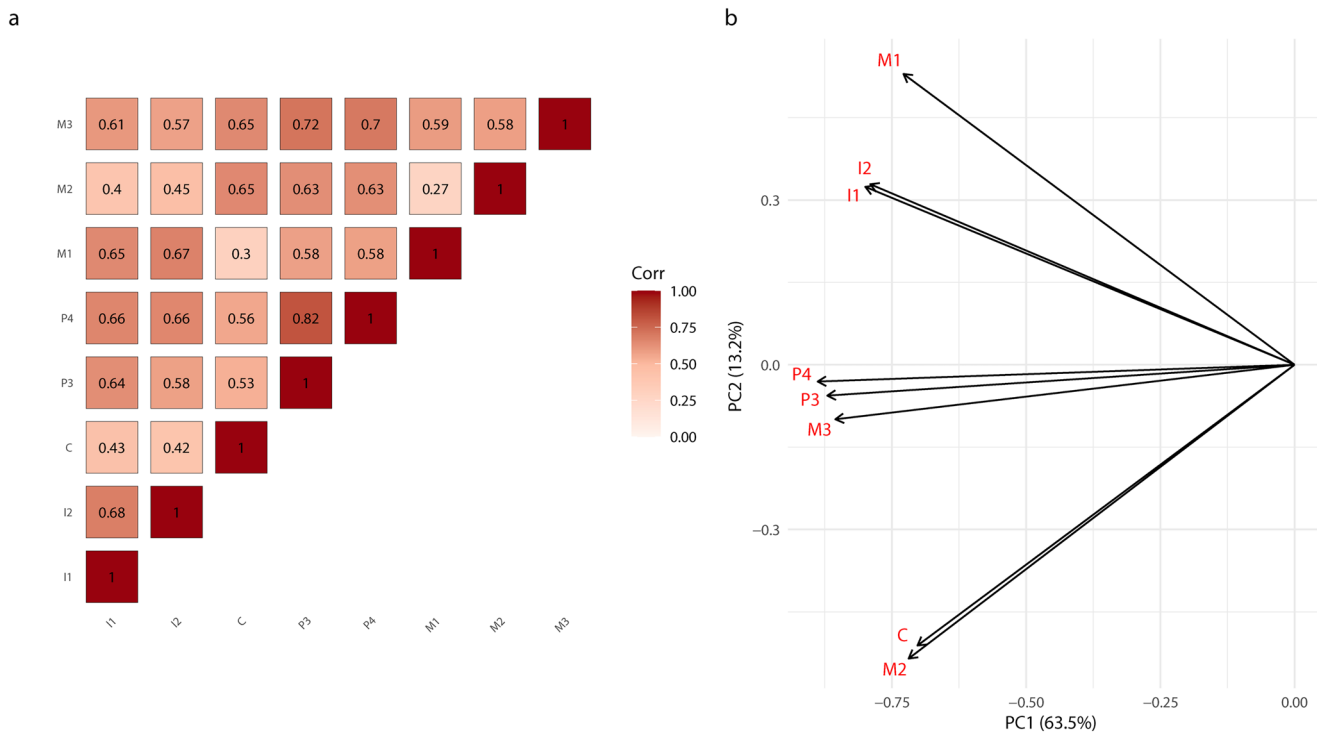 a
M3 0.61 0.57 0.65 0.72 0.7 0.59 0.58 1
M2 0.4 0.45 0.65 0.63 0.63 0.27 1
M1 0.65 0.67 0.3 0.58 0.58 1
P4 0.66 0.66 0.56 0.82 1
P3 0.64 0.58 0.53 1
C 0.43 0.42 1
I2 0.68 1
I1 1
I1 I2 C P3 P4 M1 M2 M3
Corr
1.00
0.75
0.50
0.25
0.00
b
M1
I2
I1
P4
P3
M3
C
M2
PC2 (13.2%)
0.3
0.0
−0.3
−0.75 −0.50 −0.25 0.00
PC1 (63.5%)